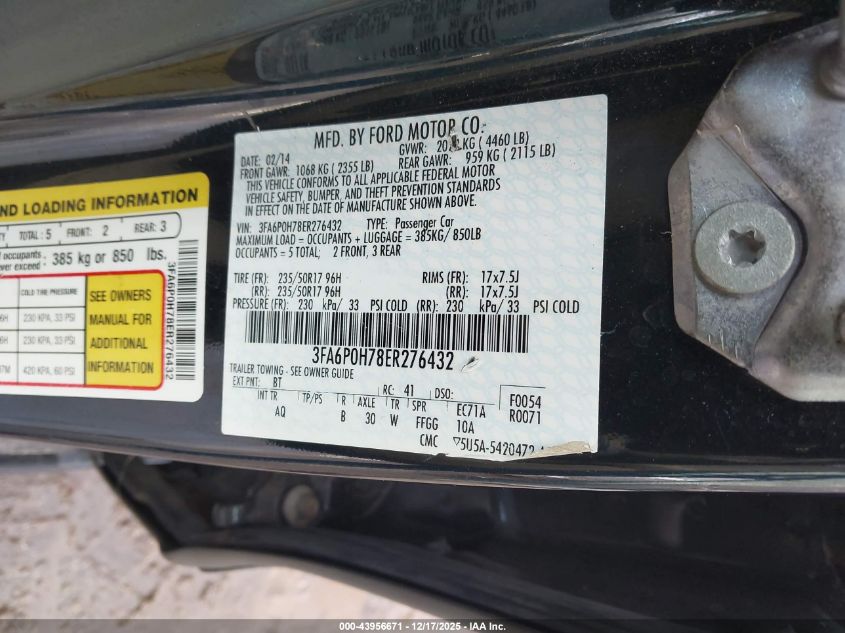 MFD. BY FORD MOTOR CO.
DATE: 02/14 GVWR: KG ( 4460 LB)
FRONT GAWR: 1068 KG ( 2355 LB) REAR GAWR: 959 KG ( 2115 LB)
THIS VEHICLE CONFORMS TO ALL APPLICABLE FEDERAL MOTOR
VEHICLE SAFETY, BUMPER, AND THEFT PREVENTION STANDARDS
IN EFFECT ON THE DATE OF MANUFACTURE SHOWN ABOVE.
VIN: 3FA6P0H78ER276432 TYPE: Passenger Car
MAXIMUM LOAD = OCCUPANTS + LUGGAGE = 385KG/ 850LB
OCCUPANTS = 5 TOTAL; 2 FRONT, 3 REAR
TIRE (FR): 235/50R17 96H RIMS (FR): 17x7.5J
(RR): 235/50R17 96H (RR): 17x7.5J
PRESSURE (FR): 230 kPa/ 33 PSI COLD (RR): 230 kPa/ 33 PSI COLD
3FA6P0H78ER276432
TRAILER TOWING - SEE OWNER GUIDE
EXT PNT: BT RC: 41 DSO: F0054
INT TR TP/PS R AXLE TR SPR EC71A R0071
AQ B 30 W FFGG 10A
CMC 5U5A-5420472
LOADING INFORMATION
TOTAL: 5 FRONT: 2 REAR: 3
occupants
exceed: 385 kg or 850 lbs.
COLD TIRE PRESSURE
230 KPA, 33 PSI
230 KPA, 33 PSI
420 KPA, 60 PSI
SEE OWNERS
MANUAL FOR
ADDITIONAL
INFORMATION
3FA6P0H78ER276432
000-43956671 - 12/17/2025 - IAA Inc.